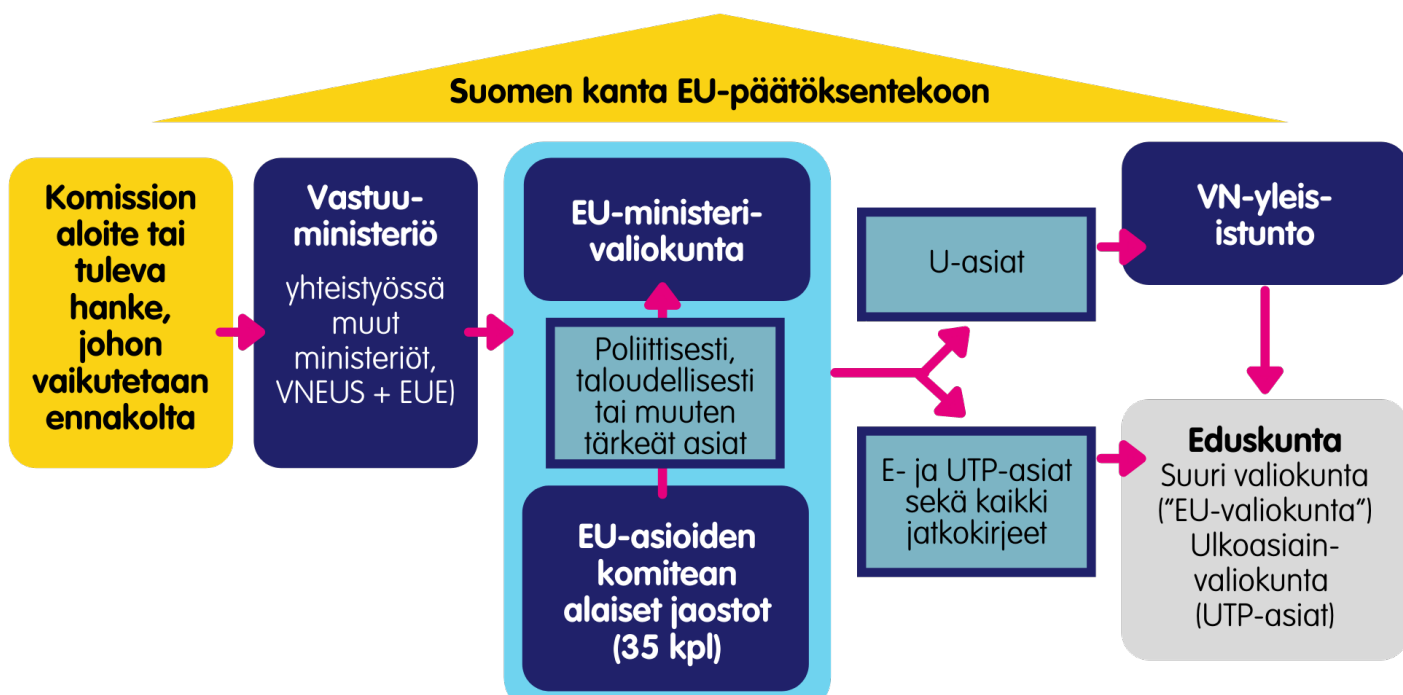 Suomen kanta EU-päätöksentekoon
Komission
aloite tai
tuleva
hanke,
johon
vaikutetaan
ennakolta
Vastuu-
ministeriö
yhteistyössä
muut
ministeriöt,
VNEUS + EUE)
EU-ministeri-
valiokunta
Poliittisesti,
taloudellisesti
tai muuten
tärkeät asiat
EU-asioiden
komitean
alaiset jaostot
(35 kpl)
U-asiat
E- ja UTP-asiat
sekä kaikki
jatkokirjeet
VN-yleis-
istunto
Eduskunta
Suuri valiokunta
(”EU-valiokunta”)
Ulkoasiain-
valiokunta
(UTP-asiat)